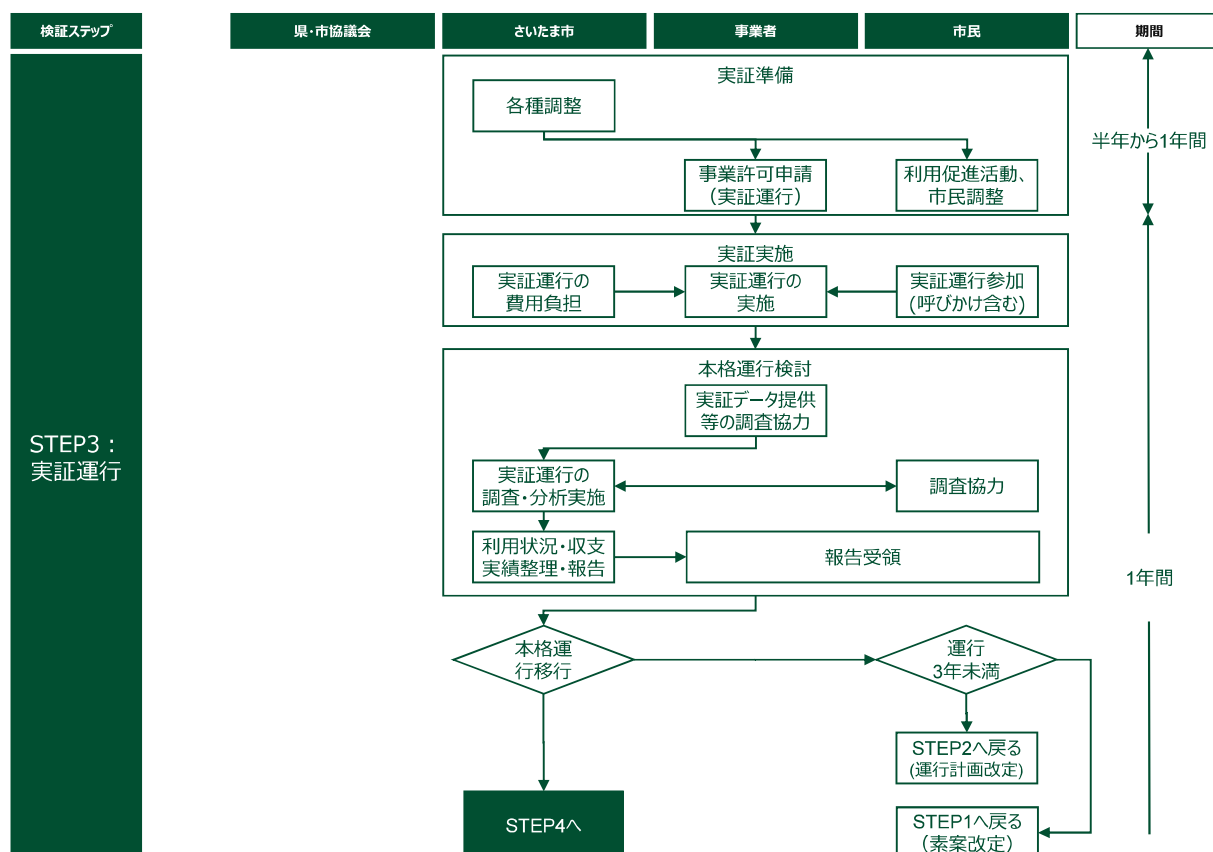 検証ステップ
県・市協議会
さいたま市
事業者
市民
期間
STEP3：
実証運行
実証準備
各種調整
事業許可申請
（実証運行）
利用促進活動、
市民調整
半年から1年間
実証実施
実証運行の
費用負担
実証運行の
実施
実証運行参加
(呼びかけ含む)
本格運行検討
実証データ提供
等の調査協力
実証運行の
調査・分析実施
調査協力
利用状況・収支
実績整理・報告
報告受領
1年間
本格運
行移行
運行
3年未満
STEP2へ戻る
(運行計画改定)
STEP4へ
STEP1へ戻る
（素案改定）